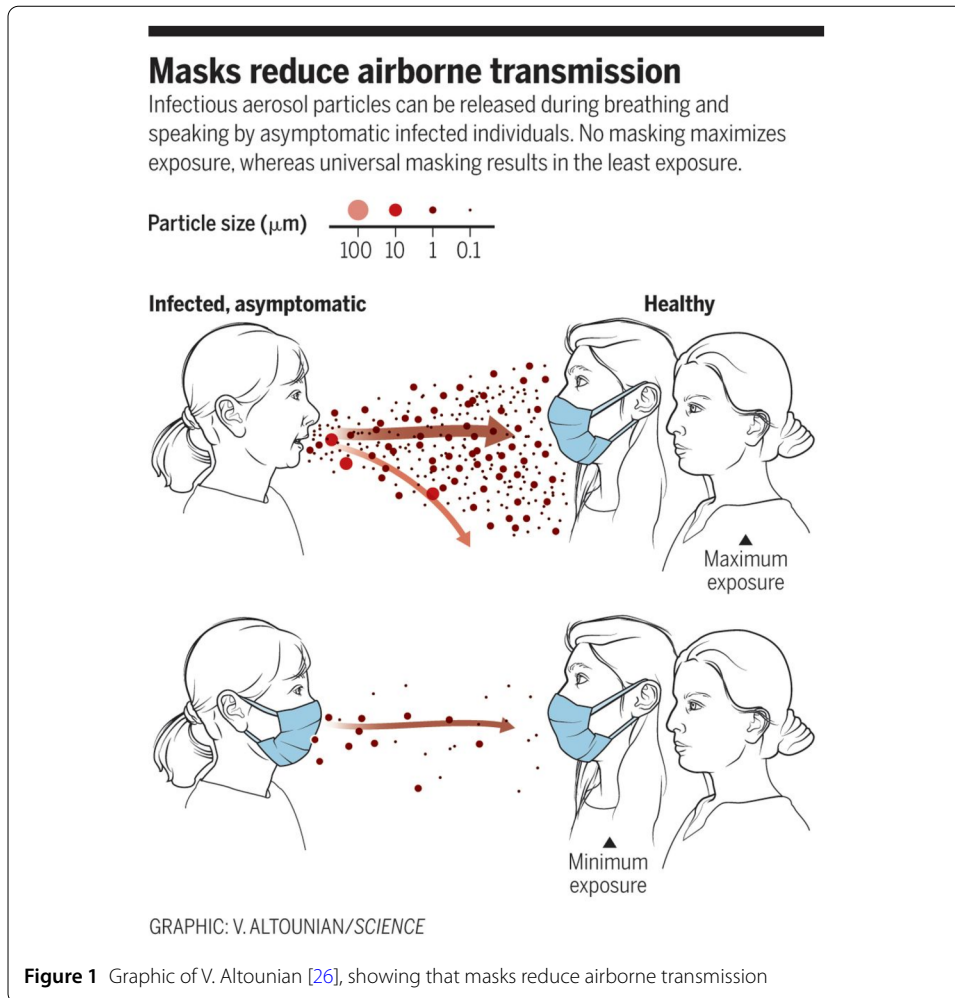 Masks reduce airborne transmission
Infectious aerosol particles can be released during breathing and
speaking by asymptomatic infected individuals. No masking maximizes
exposure, whereas universal masking results in the least exposure.
Particle size (μm)
100 10 1 0.1
Infected, asymptomatic
Healthy
Maximum
exposure
Minimum
exposure
GRAPHIC: V. ALTOUNIAN/SCIENCE
Figure 1 Graphic of V. Altounian [26], showing that masks reduce airborne transmission